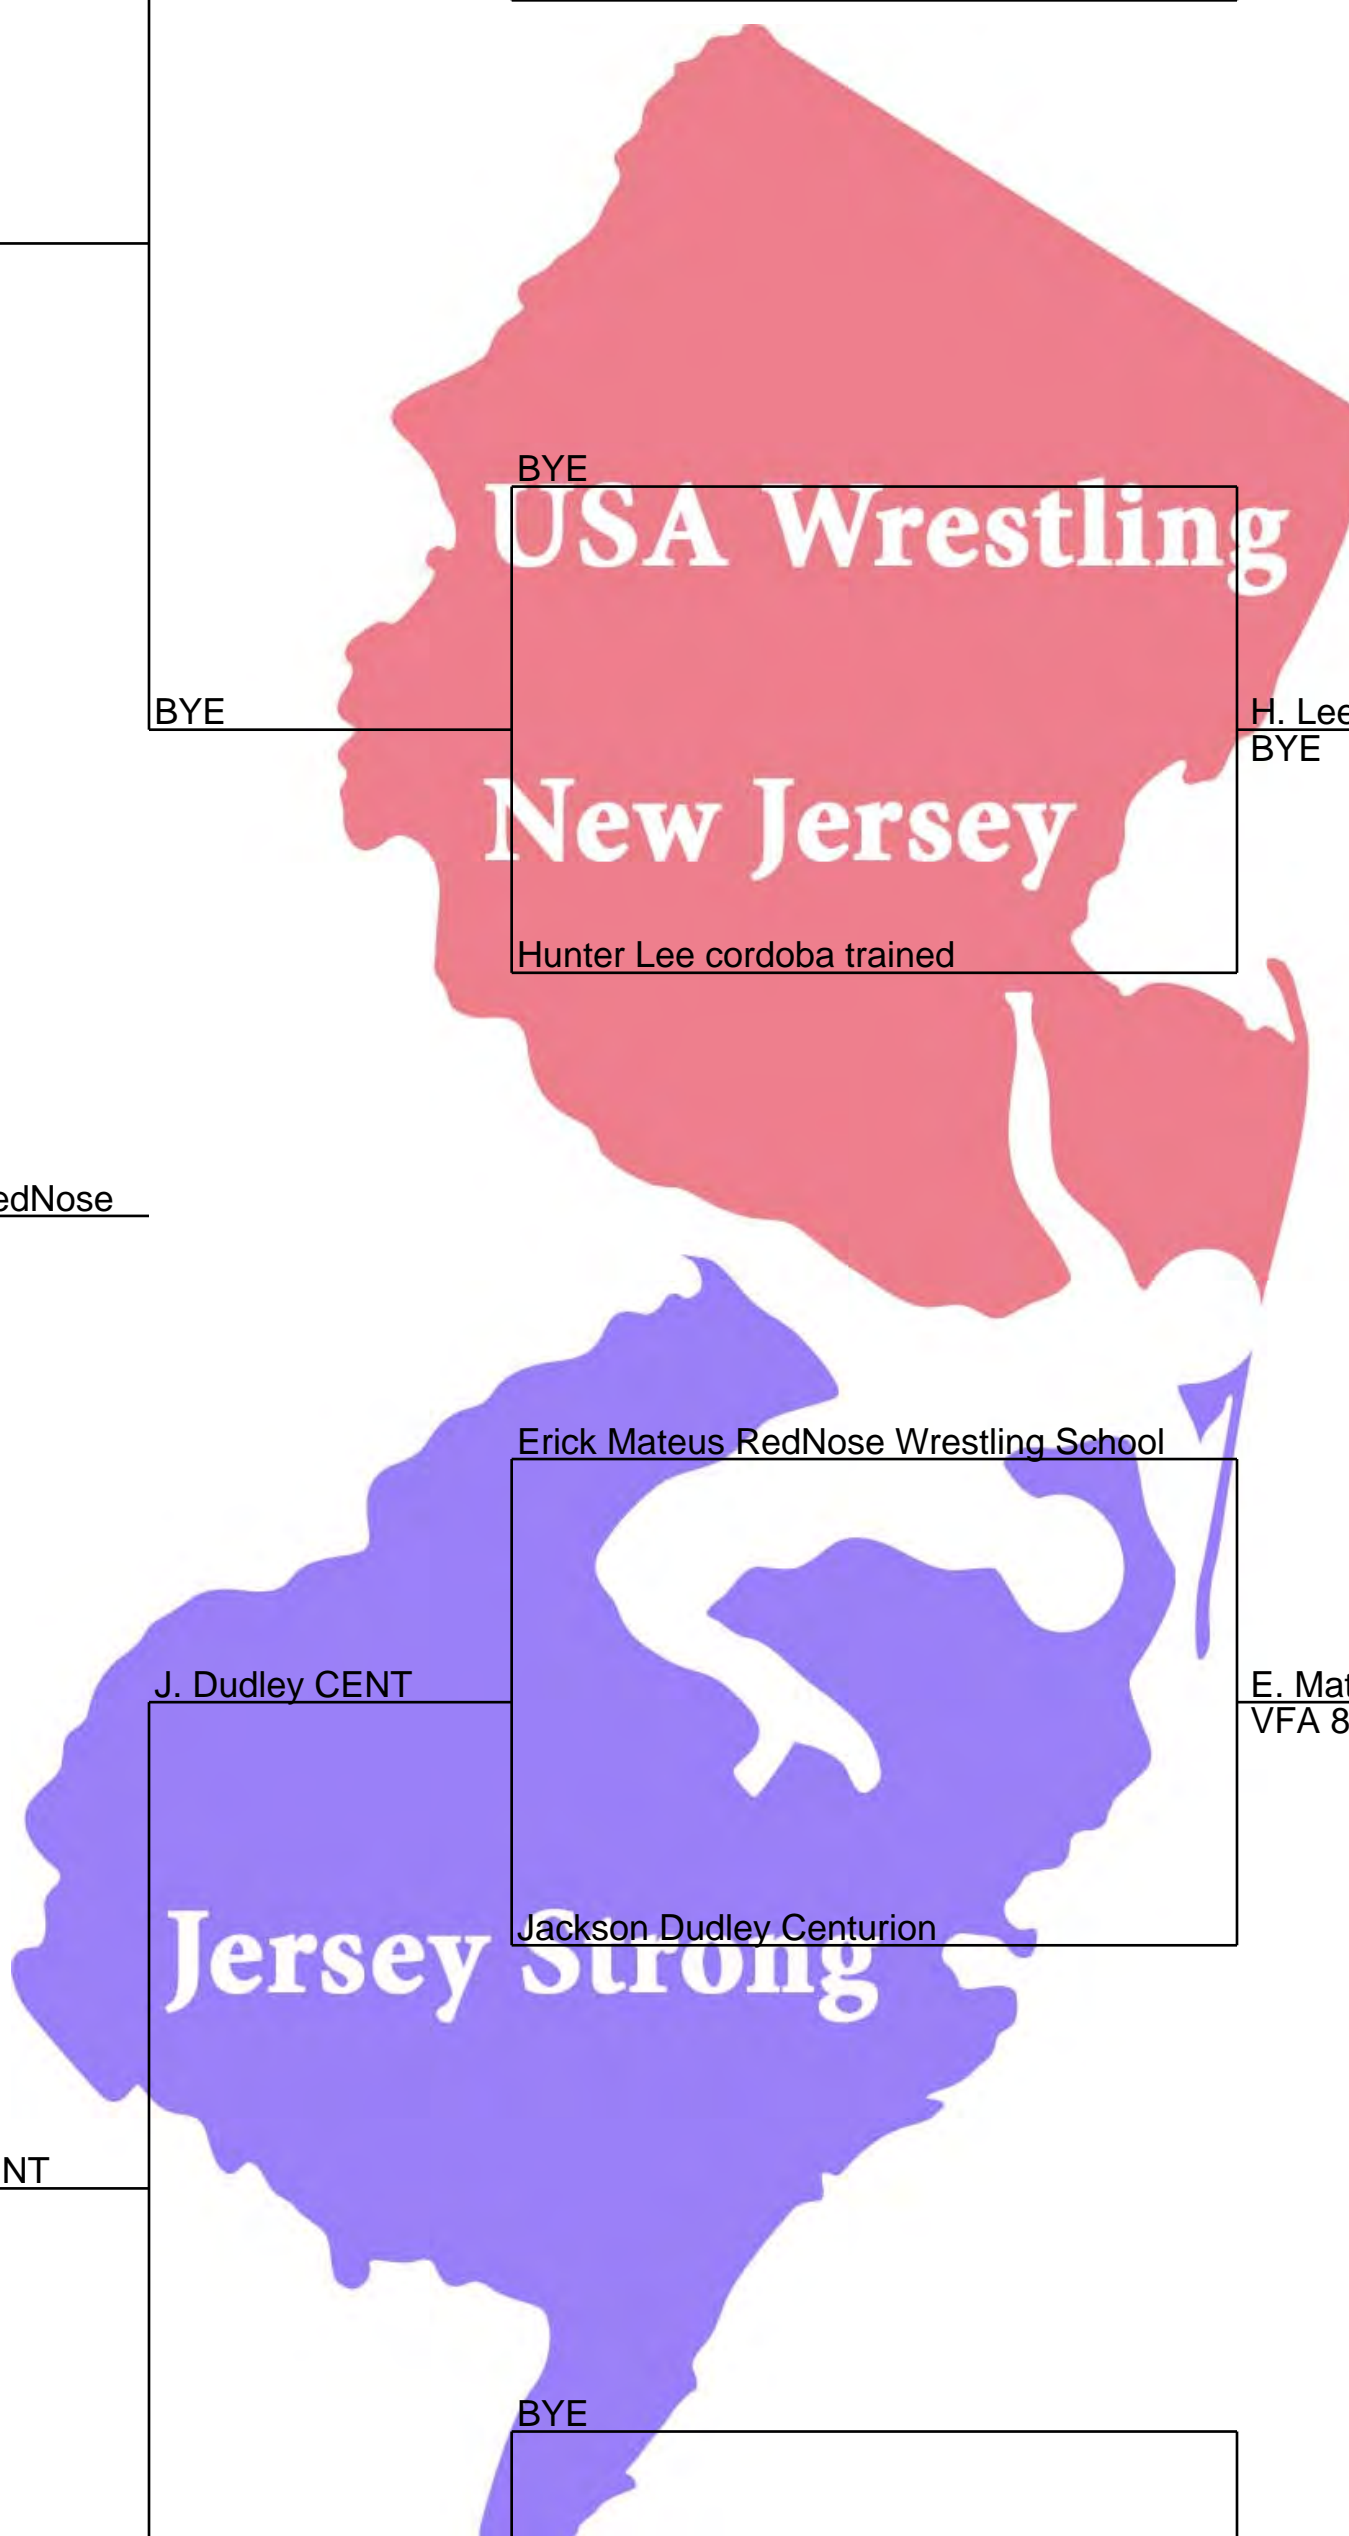 BYE
USA Wrestling
BYE
H. Lee
BYE
New Jersey
Hunter Lee cordoba trained
edNose
Erick Mateus RedNose Wrestling School
J. Dudley CENT
E. Mat
VFA 8
Jackson Dudley Centurion
Jersey Strong
NT
BYE